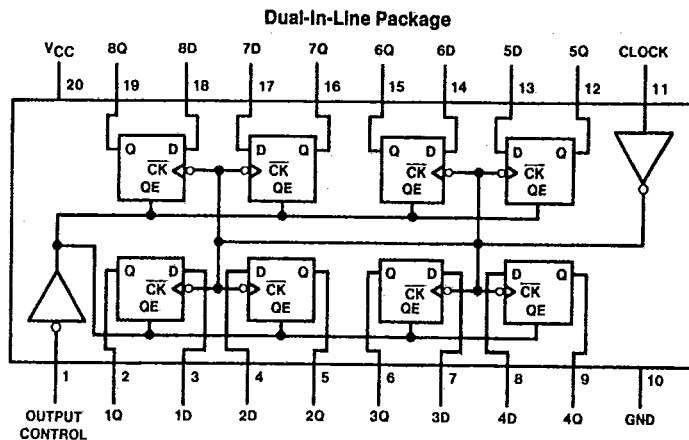 Dual-In-Line Package
VCC 8Q 8D 7D 7Q 6Q 6D 5D 5Q CLOCK
20 19 18 17 16 15 14 13 12 11
Q D D Q Q D D Q
CK CK CK CK
QE QE QE QE
Q D D Q Q D D Q
CK CK CK CK
QE QE QE QE
1 2 3 4 5 6 7 8 9 10
OUTPUT CONTROL 1Q 1D 2D 2Q 3Q 3D 4D 4Q GND